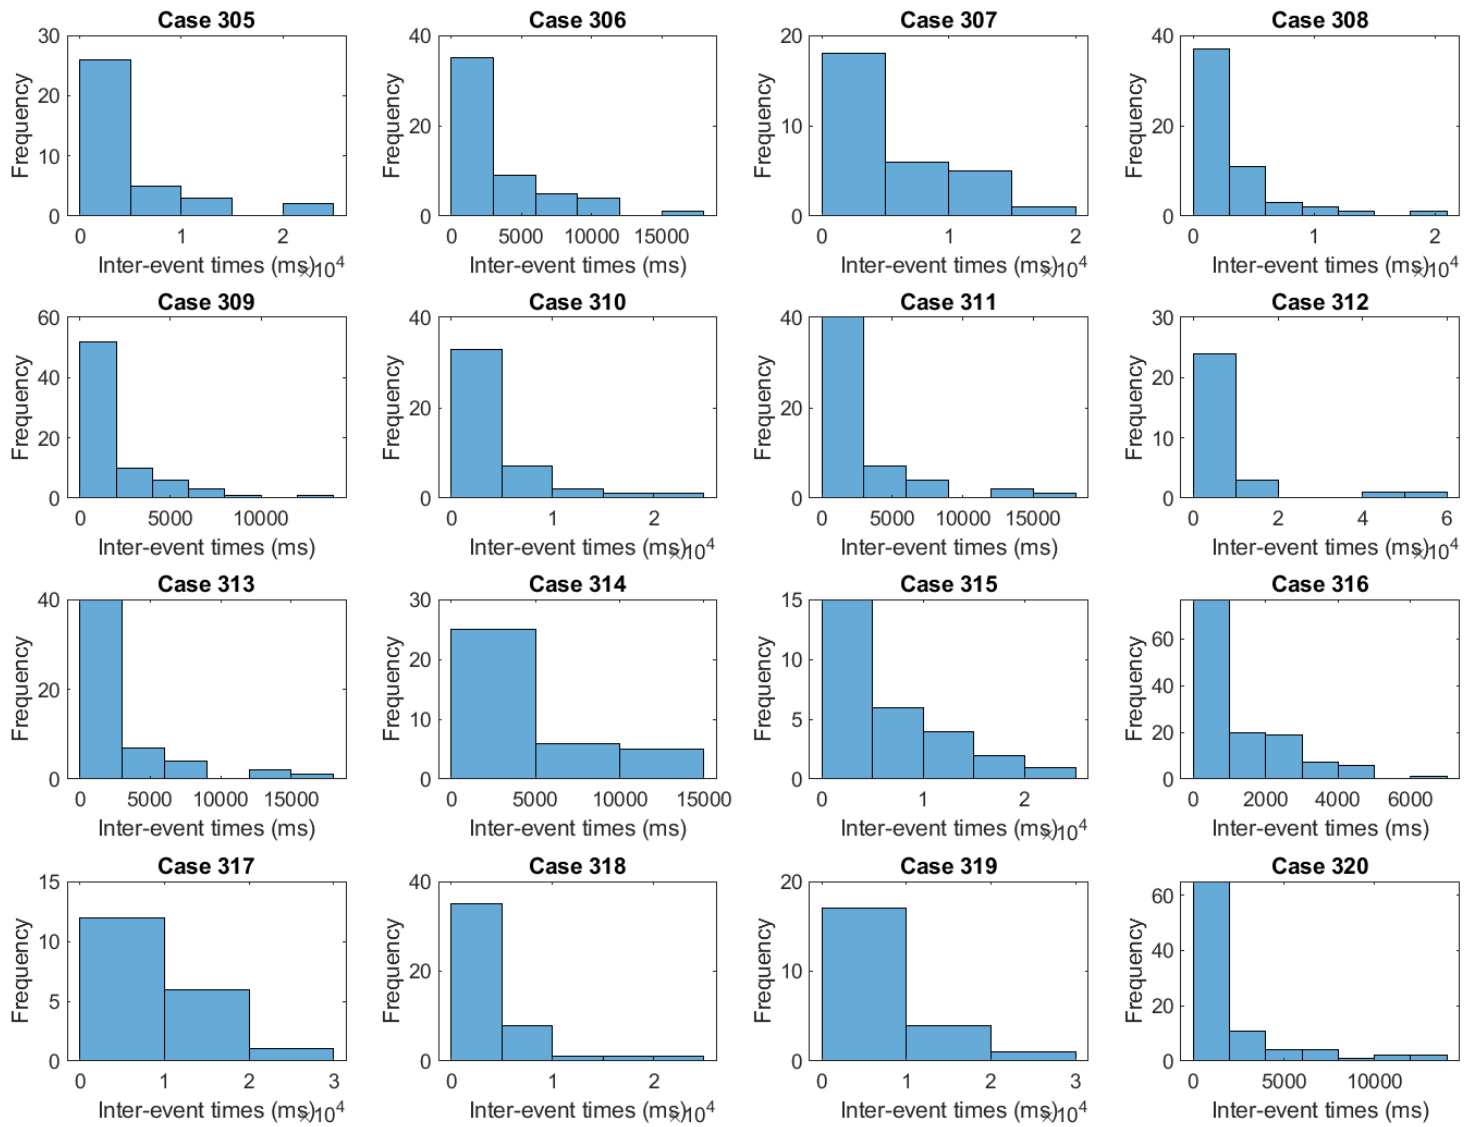 Case 305
30
20
10
0
Frequency
0 1 2
Inter-event times (ms) ×10^4
Case 306
40
20
0
Frequency
0 5000 10000 15000
Inter-event times (ms)
Case 307
20
10
0
Frequency
0 1 2
Inter-event times (ms) ×10^4
Case 308
40
20
0
Frequency
0 1 2
Inter-event times (ms) ×10^4
Case 309
60
40
20
0
Frequency
0 5000 10000
Inter-event times (ms)
Case 310
40
20
0
Frequency
0 1 2
Inter-event times (ms) ×10^4
Case 311
40
20
0
Frequency
0 5000 10000 15000
Inter-event times (ms)
Case 312
30
20
10
0
Frequency
0 2 4 6
Inter-event times (ms) ×10^4
Case 313
40
20
0
Frequency
0 5000 10000 15000
Inter-event times (ms)
Case 314
30
20
10
0
Frequency
0 5000 10000 15000
Inter-event times (ms)
Case 315
15
10
5
0
Frequency
0 1 2
Inter-event times (ms) ×10^4
Case 316
60
40
20
0
Frequency
0 2000 4000 6000
Inter-event times (ms)
Case 317
15
10
5
0
Frequency
0 1 2 3
Inter-event times (ms) ×10^4
Case 318
40
20
0
Frequency
0 1 2
Inter-event times (ms) ×10^4
Case 319
20
10
0
Frequency
0 1 2 3
Inter-event times (ms) ×10^4
Case 320
60
40
20
0
Frequency
0 5000 10000
Inter-event times (ms)